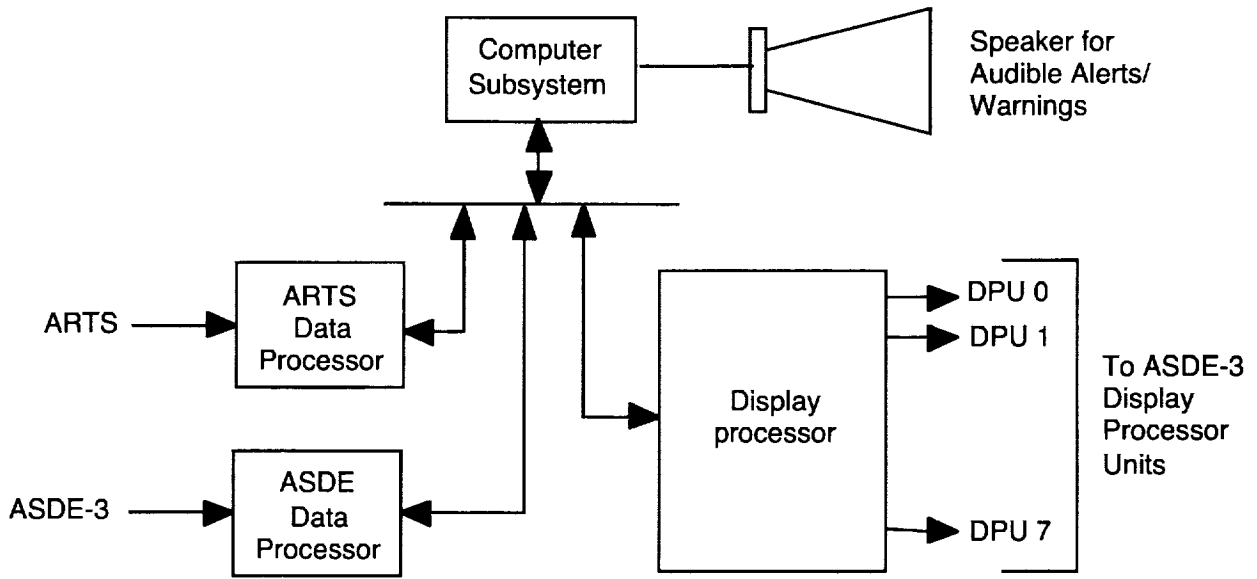 Computer
Subsystem
Speaker for
Audible Alerts/
Warnings
ARTS
ARTS
Data
Processor
ASDE-3
ASDE
Data
Processor
Display
processor
DPU 0
DPU 1
DPU 7
To ASDE-3
Display
Processor
Units